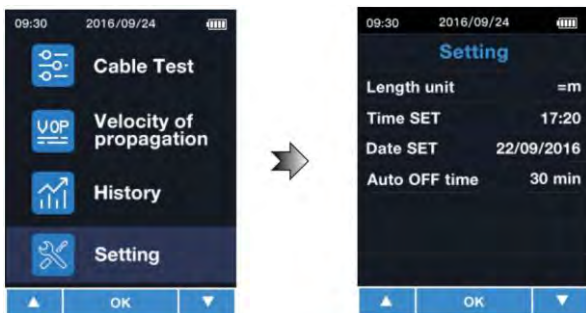 09:30 2016/09/24
Cable Test
VOP
Velocity of
propagation
History
Setting
▲ OK ▼
09:30 2016/09/24
Setting
Length unit =m
Time SET 17:20
Date SET 22/09/2016
Auto OFF time 30 min
▲ OK ▼